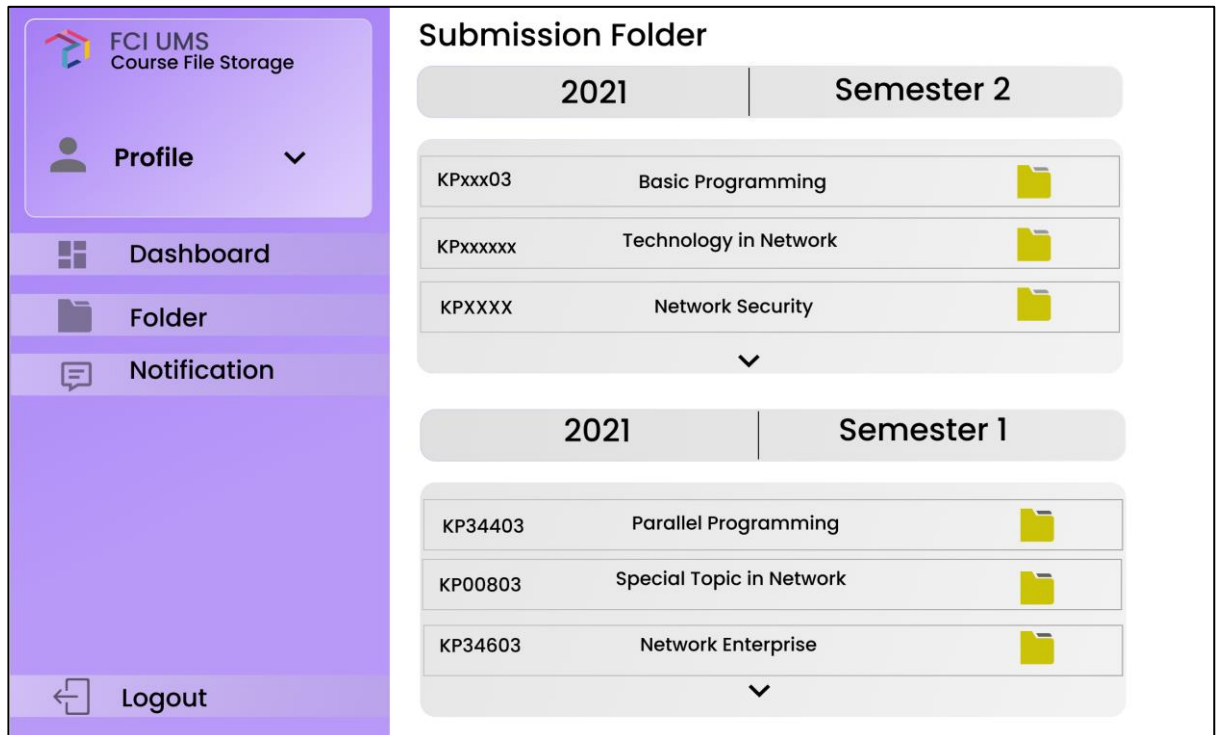 FCI UMS
Course File Storage
Profile
Dashboard
Folder
Notification
Logout
Submission Folder
2021 Semester 2
KPxxx03 Basic Programming
KPxxxxxx Technology in Network
KPXXXX Network Security
2021 Semester 1
KP34403 Parallel Programming
KP00803 Special Topic in Network
KP34603 Network Enterprise